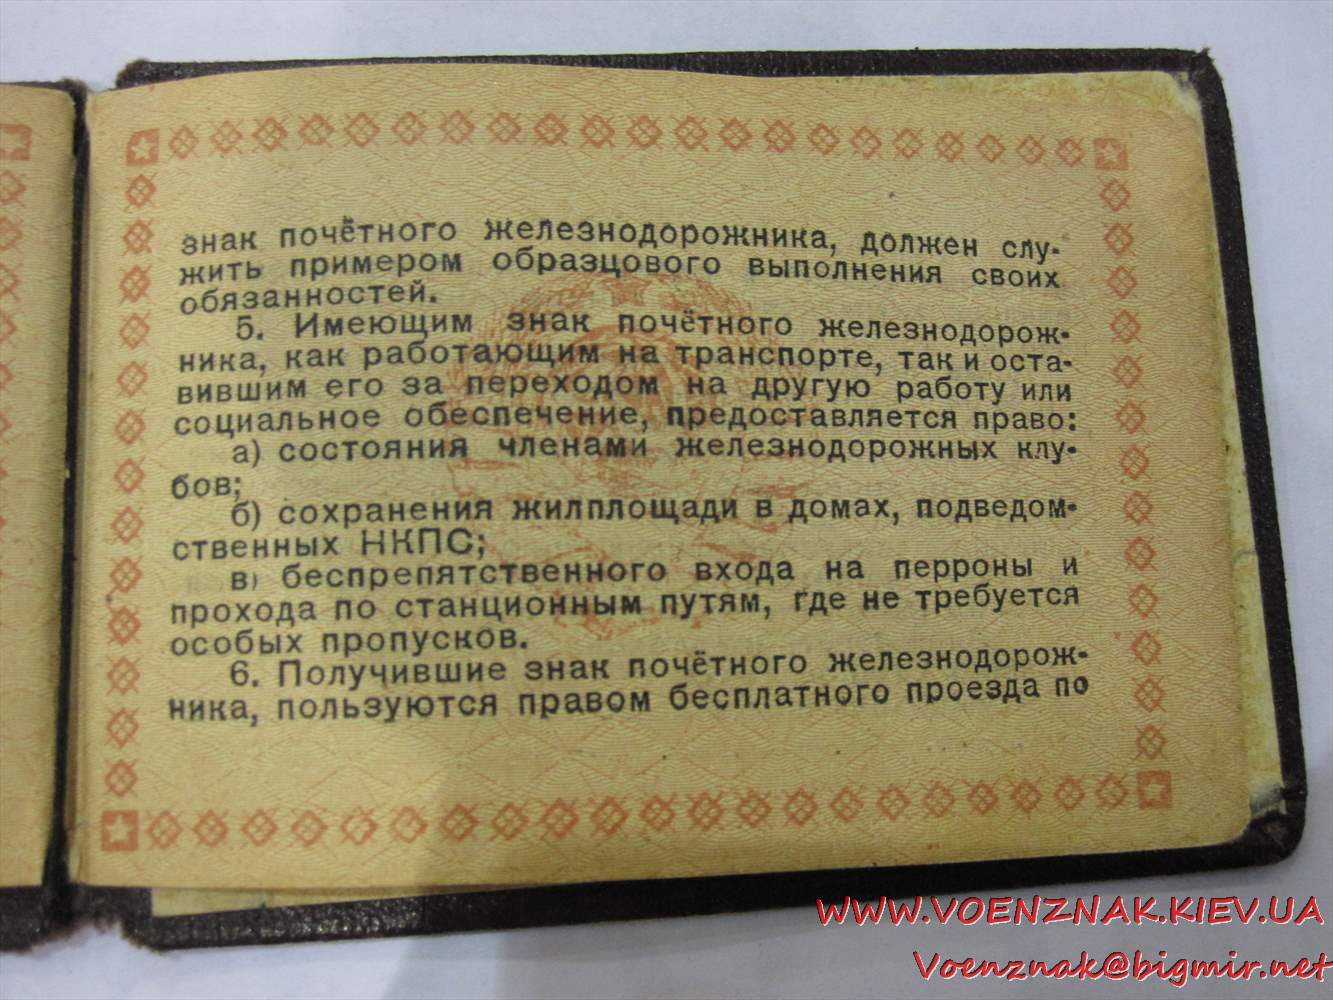 знак почётного железнодорожника, должен слу-
жить примером образцового выполнения своих
обязанностей.
5. Имеющим знак почётного железнодорож-
ника, как работающим на транспорте, так и оста-
вившим его за переходом на другую работу или
социальное обеспечение, предоставляется право:
а) состояния членами железнодорожных клу-
бов;
б) сохранения жилплощади в домах, подведом-
ственных НКПС;
в) беспрепятственного входа на перроны и
прохода по станционным путям, где не требуется
особых пропусков.
6. Получившие знак почётного железнодорож-
ника, пользуются правом бесплатного проезда по
WWW.VOENZNAK.KIEV.UA
Voenznak@bigmir.net